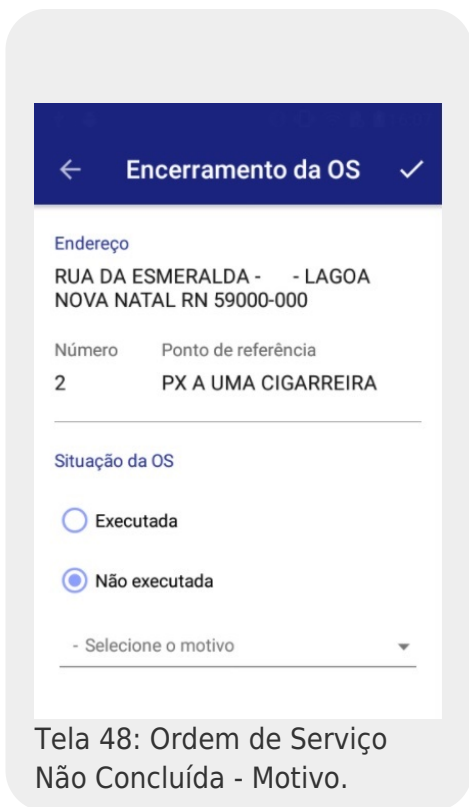 Encerramento da OS
Endereço
RUA DA ESMERALDA - - LAGOA
NOVA NATAL RN 59000-000
Número Ponto de referência
2 PX A UMA CIGARREIRA
Situação da OS
Executada
Não executada
- Selecione o motivo
Tela 48: Ordem de Serviço
Não Concluída - Motivo.